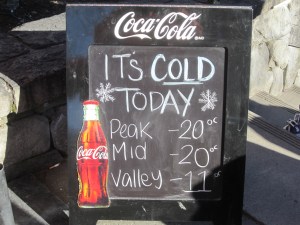 Coca-Cola
IT'S COLD
TODAY
Peak -20°c
Mid -20°c
Valley -11°c
Coca-Cola